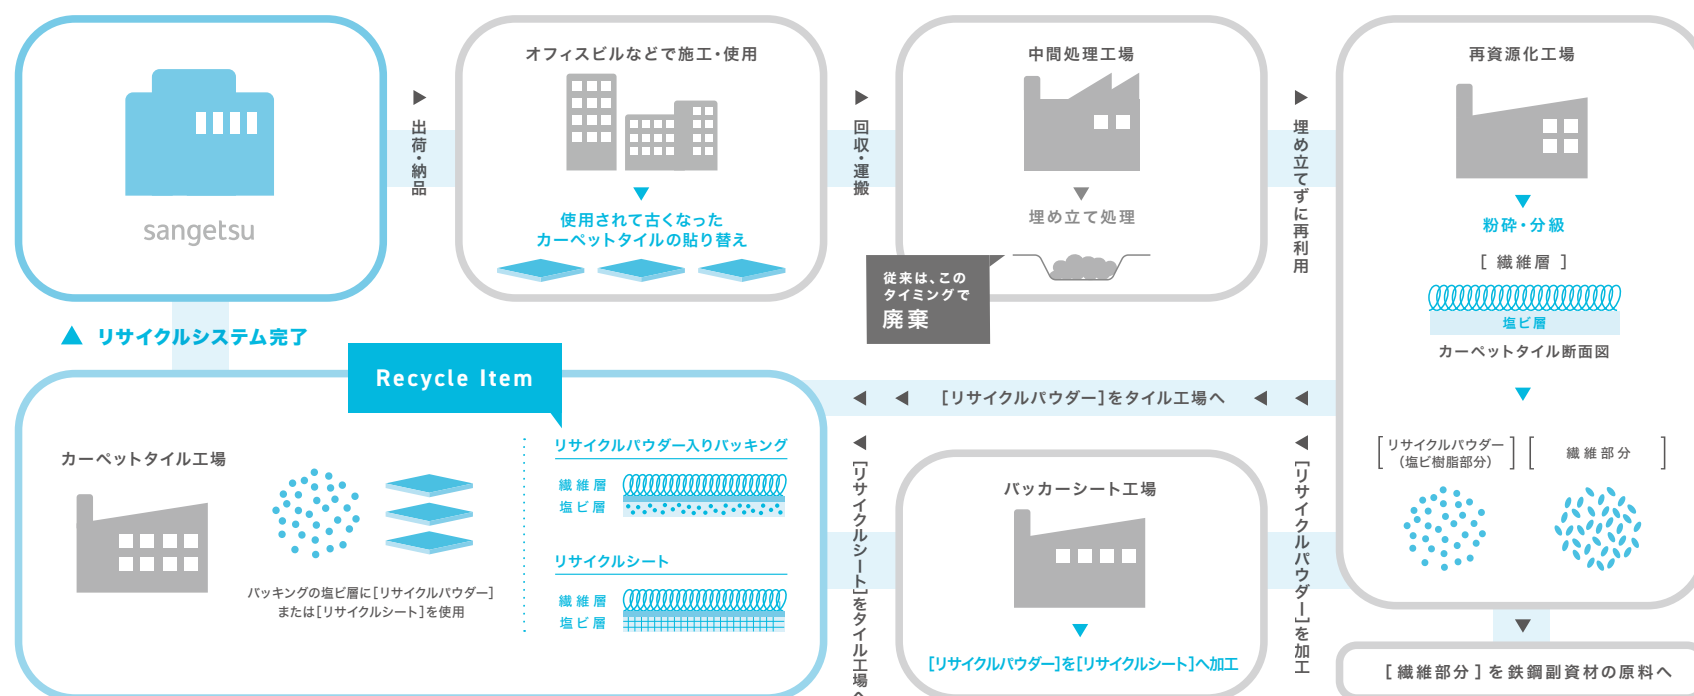 sangetsu
出荷・納品
オフィスビルなどで施工・使用
使用されて古くなった
カーペットタイルの貼り替え
回収・運搬
中間処理工場
埋め立て処理
従来は、この
タイミングで
廃棄
埋め立てずに再利用
再資源化工場
粉砕・分級
[ 繊維層 ]
塩ビ層
カーペットタイル断面図
[リサイクルパウダー
(塩ビ樹脂部分)]
[繊維部分]
[繊維部分]を鉄鋼副資材の原料へ
[リサイクルパウダー]をタイル工場へ
[リサイクルパウダー]を加工
バッカーシート工場
[リサイクルパウダー]を[リサイクルシート]へ加工
[リサイクルシート]をタイル工場へ
Recycle Item
カーペットタイル工場
バッキングの塩ビ層に[リサイクルパウダー]
または[リサイクルシート]を使用
リサイクルパウダー入りバッキング
繊維層
塩ビ層
リサイクルシート
繊維層
塩ビ層
リサイクルシステム完了